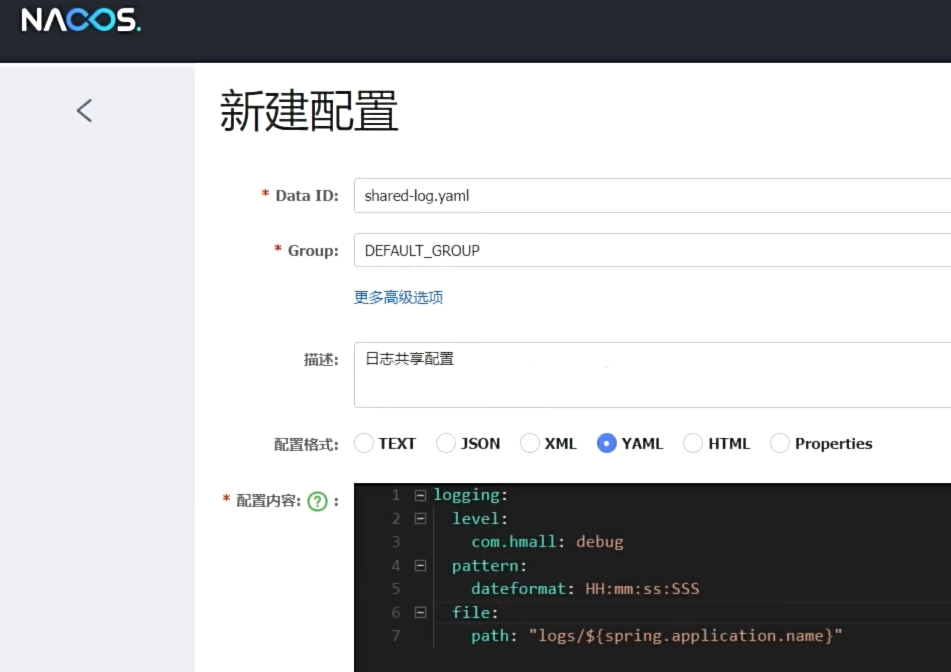 NACOS.
新建配置
* Data ID: shared-log.yaml
* Group: DEFAULT_GROUP
更多高级选项
描述: 日志共享配置
配置格式: TEXT JSON XML YAML HTML Properties
* 配置内容: ? :
1 logging:
2   level:
3     com.hmall: debug
4   pattern:
5     dateformat: HH:mm:ss:SSS
6   file:
7     path: "logs/${spring.application.name}"